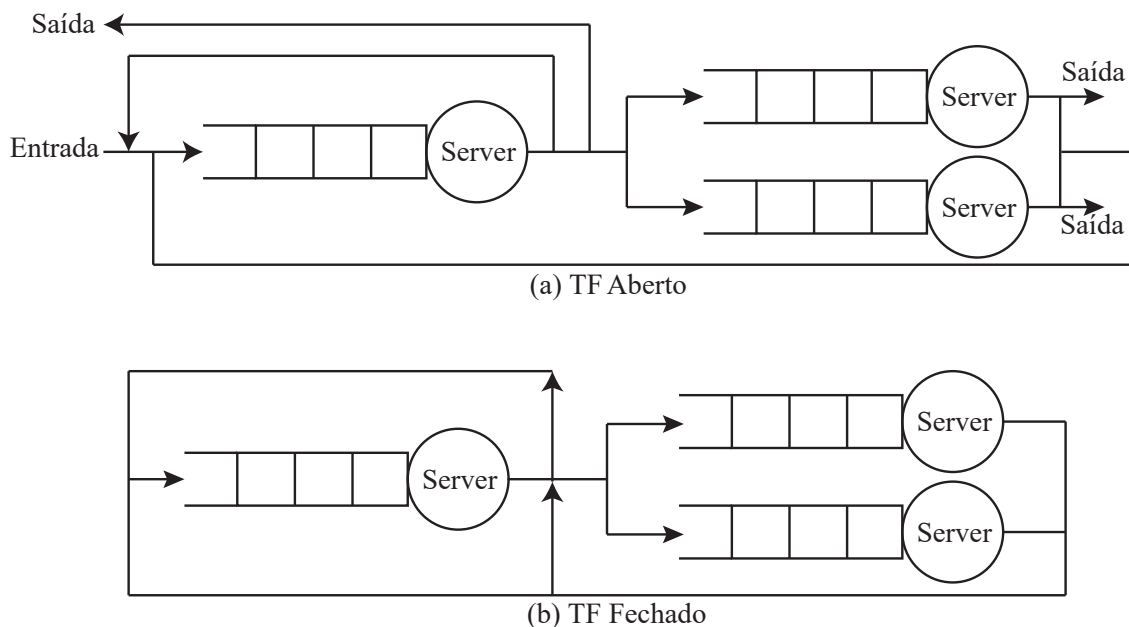 Saída
Server
Saída
Entrada
Server
Server
Saída
(a) TF Aberto
Server
Server
Server
(b) TF Fechado